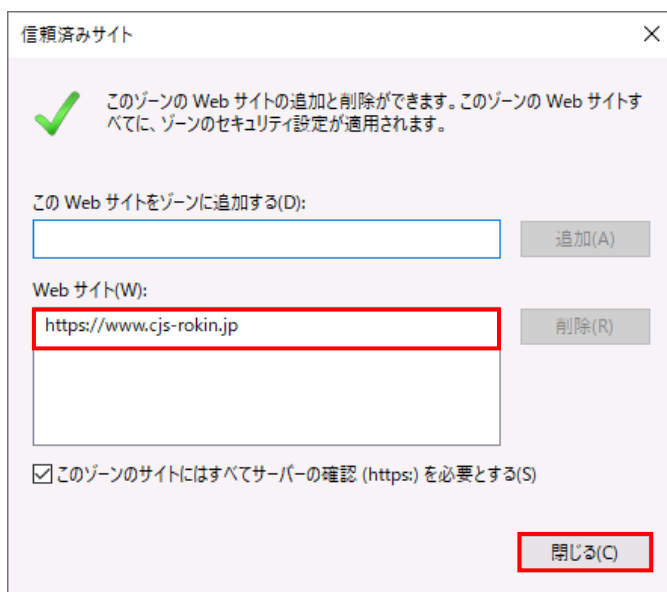 信頼済みサイト
このゾーンの Web サイトの追加と削除ができます。このゾーンの Web サイトす
べてに、ゾーンのセキュリティ設定が適用されます。
この Web サイトをゾーンに追加する(D):
追加(A)
Web サイト(W):
https://www.cjs-rokin.jp
削除(R)
このゾーンのサイトにはすべてサーバーの確認 (https:) を必要とする(S)
閉じる(C)